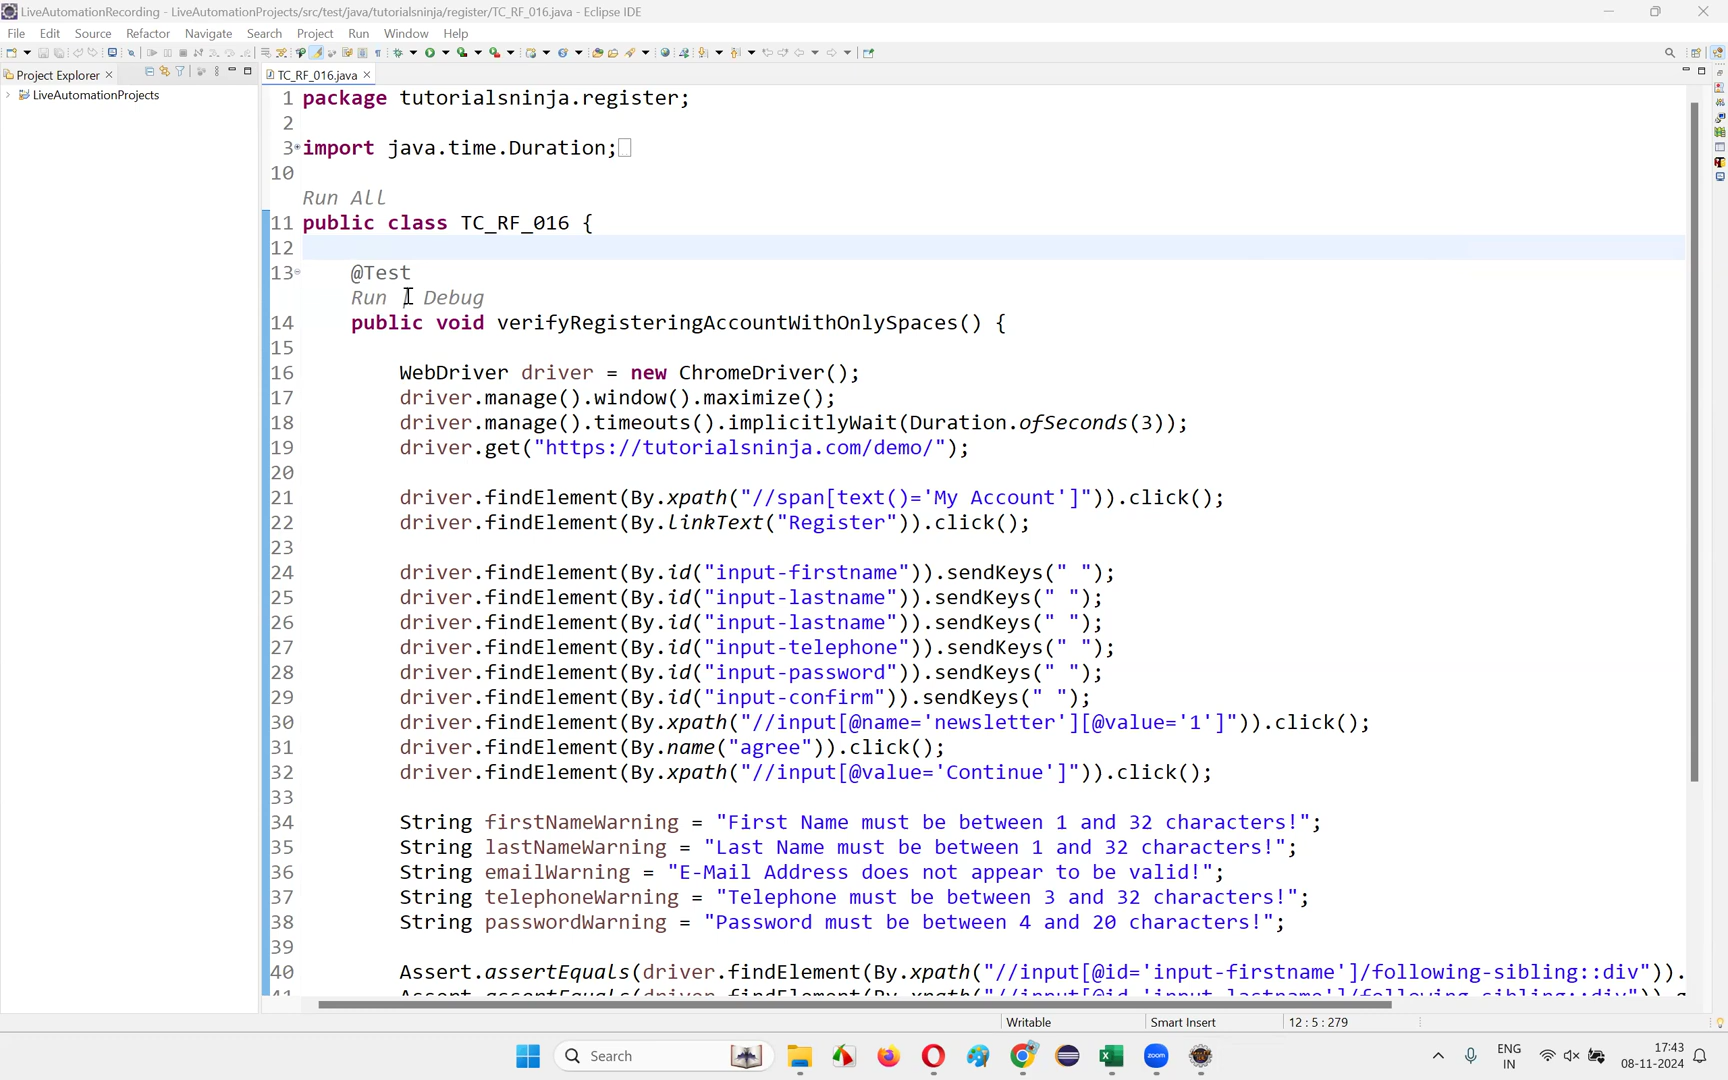 LiveAutomationRecording - LiveAutomationProjects/src/test/java/tutorialsninja/register/TC_RF_016.java - Eclipse IDE
File Edit Source Refactor Navigate Search Project Run Window Help
Project Explorer
TC_RF_016.java
LiveAutomationProjects
1 package tutorialsninja.register;
2
3 import java.time.Duration;
10
Run All
11 public class TC_RF_016 {
12
13 @Test
Run | Debug
14 public void verifyRegisteringAccountWithOnlySpaces() {
15
16 WebDriver driver = new ChromeDriver();
17 driver.manage().window().maximize();
18 driver.manage().timeouts().implicitlyWait(Duration.ofSeconds(3));
19 driver.get("https://tutorialsninja.com/demo/");
20
21 driver.findElement(By.xpath("//span[text()='My Account']")).click();
22 driver.findElement(By.linkText("Register")).click();
23
24 driver.findElement(By.id("input-firstname")).sendKeys(" ");
25 driver.findElement(By.id("input-lastname")).sendKeys(" ");
26 driver.findElement(By.id("input-lastname")).sendKeys(" ");
27 driver.findElement(By.id("input-telephone")).sendKeys(" ");
28 driver.findElement(By.id("input-password")).sendKeys(" ");
29 driver.findElement(By.id("input-confirm")).sendKeys(" ");
30 driver.findElement(By.xpath("//input[@name='newsletter'][@value='1']")).click();
31 driver.findElement(By.name("agree")).click();
32 driver.findElement(By.xpath("//input[@value='Continue']")).click();
33
34 String firstNameWarning = "First Name must be between 1 and 32 characters!";
35 String lastNameWarning = "Last Name must be between 1 and 32 characters!";
36 String emailWarning = "E-Mail Address does not appear to be valid!";
37 String telephoneWarning = "Telephone must be between 3 and 32 characters!";
38 String passwordWarning = "Password must be between 4 and 20 characters!";
39
40 Assert.assertEquals(driver.findElement(By.xpath("//input[@id='input-firstname']/following-sibling::div")).
Writable Smart Insert 12 : 5 : 279
Search
zoom
ENG
IN
17:43
08-11-2024